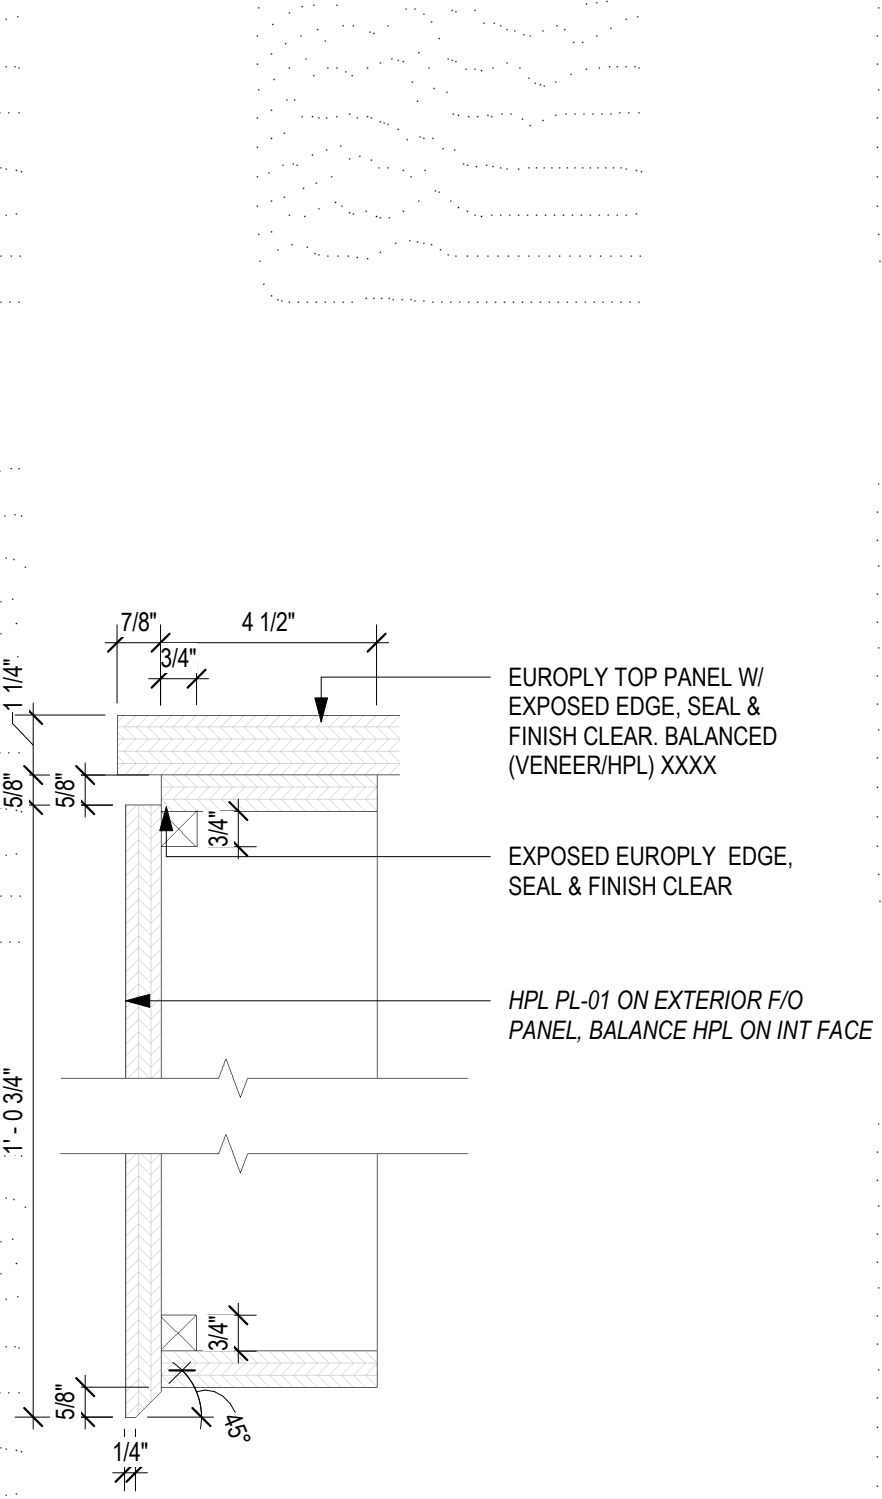 7/8"
4 1/2"
3/4"
1 1/4"
5/8"
5/8"
3/4"
EUROPLY TOP PANEL W/
EXPOSED EDGE, SEAL &
FINISH CLEAR. BALANCED
(VENEER/HPL) XXXX
EXPOSED EUROPLY EDGE,
SEAL & FINISH CLEAR
HPL PL-01 ON EXTERIOR F/O
PANEL, BALANCE HPL ON INT FACE
1' - 0 3/4"
3/4"
5/8"
45°
1/4"